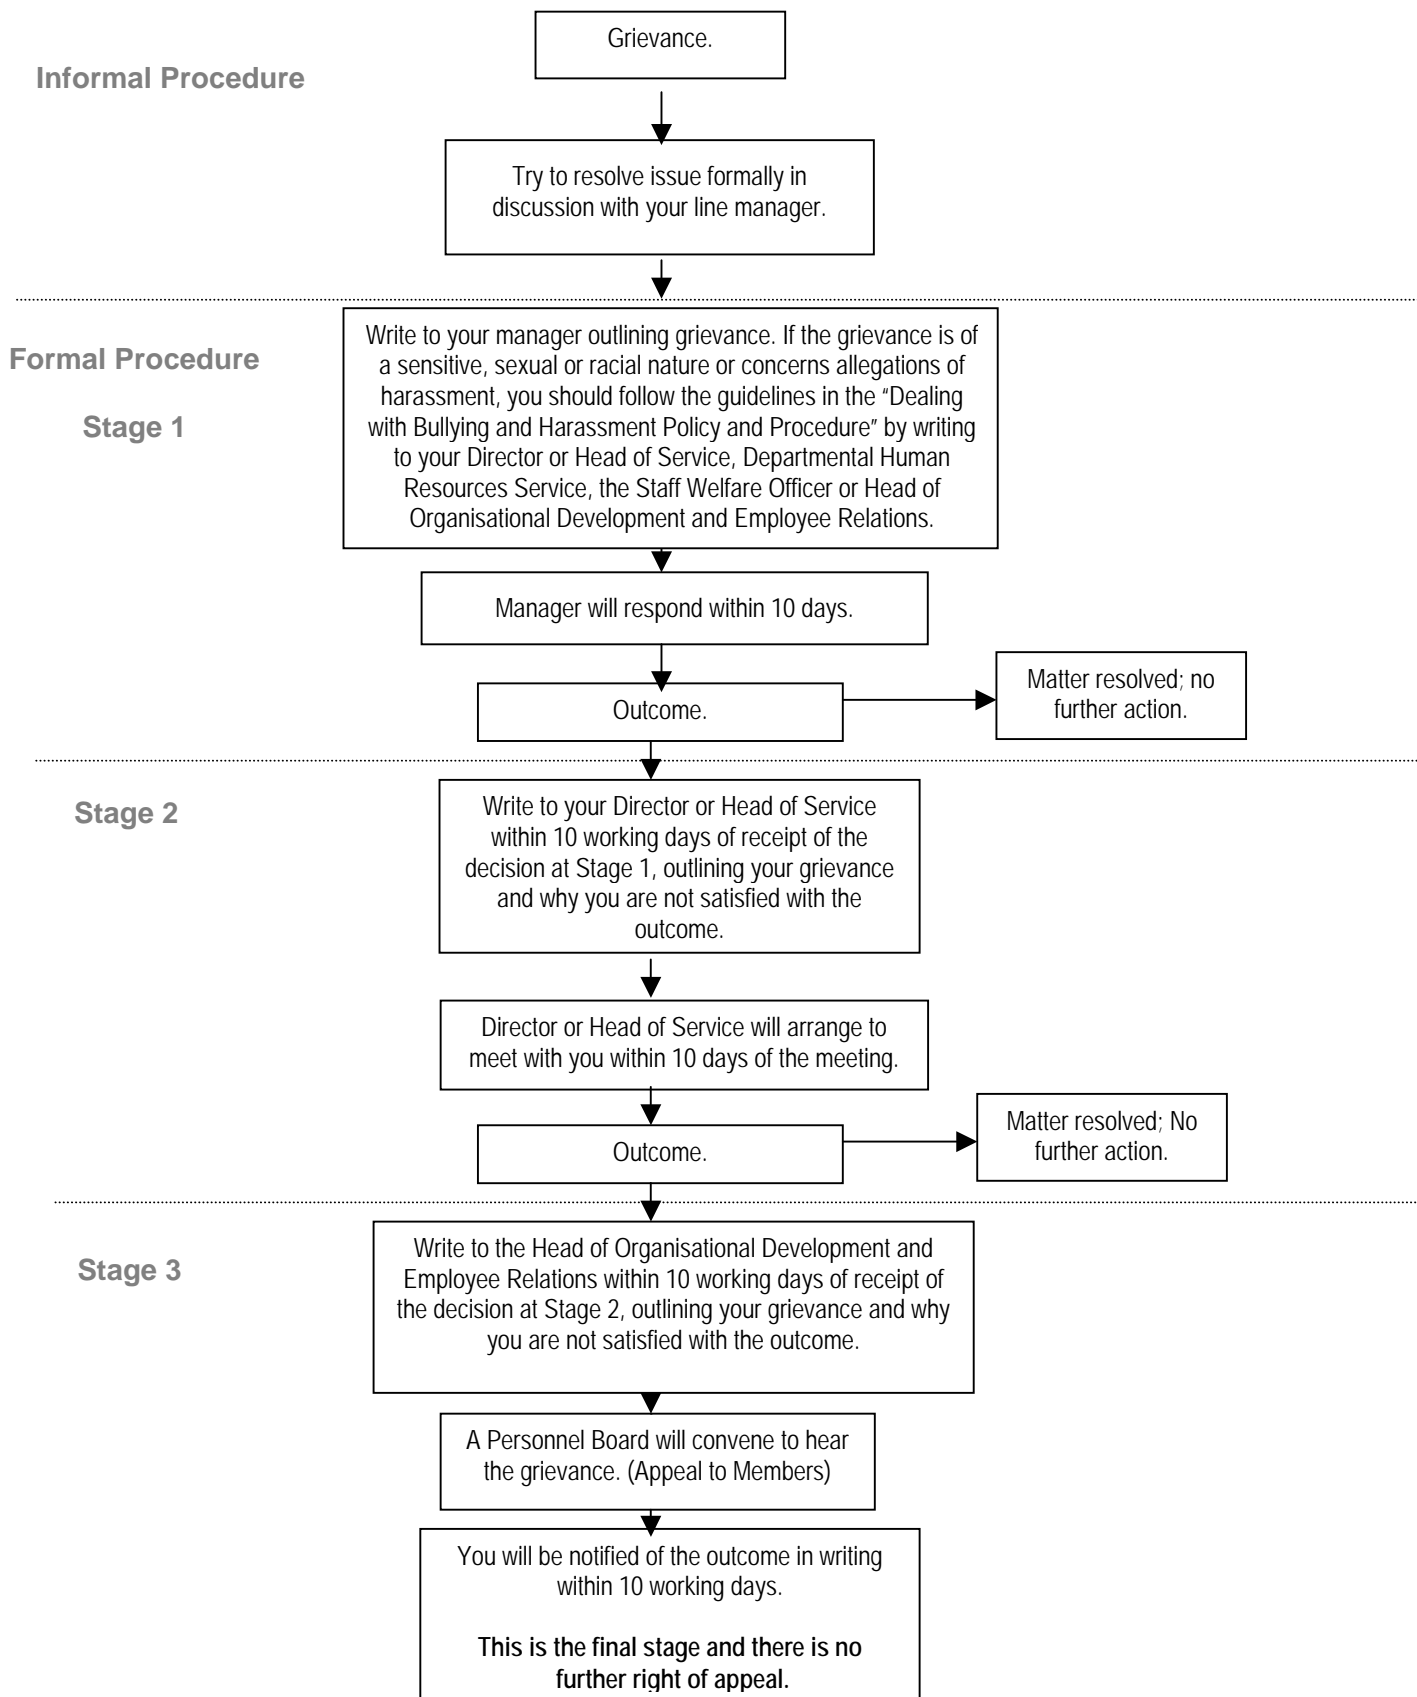 Grievance.
Informal Procedure
Try to resolve issue formally in
discussion with your line manager.
Formal Procedure
Stage 1
Write to your manager outlining grievance. If the grievance is of
a sensitive, sexual or racial nature or concerns allegations of
harassment, you should follow the guidelines in the “Dealing
with Bullying and Harassment Policy and Procedure” by writing
to your Director or Head of Service, Departmental Human
Resources Service, the Staff Welfare Officer or Head of
Organisational Development and Employee Relations.
Manager will respond within 10 days.
Outcome.
Matter resolved; no
further action.
Stage 2
Write to your Director or Head of Service
within 10 working days of receipt of the
decision at Stage 1, outlining your grievance
and why you are not satisfied with the
outcome.
Director or Head of Service will arrange to
meet with you within 10 days of the meeting.
Outcome.
Matter resolved; No
further action.
Stage 3
Write to the Head of Organisational Development and
Employee Relations within 10 working days of receipt of
the decision at Stage 2, outlining your grievance and why
you are not satisfied with the outcome.
A Personnel Board will convene to hear
the grievance. (Appeal to Members)
You will be notified of the outcome in writing
within 10 working days.
This is the final stage and there is no
further right of appeal.